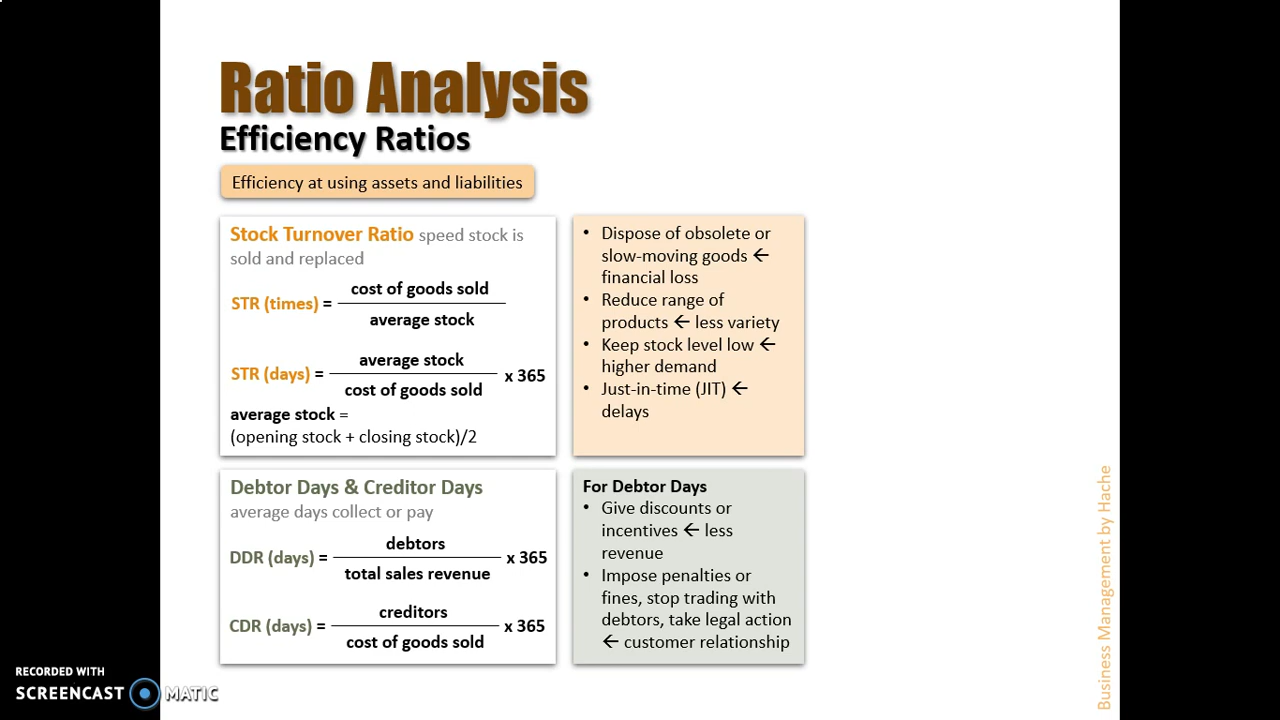 Ratio Analysis
Efficiency Ratios
Efficiency at using assets and liabilities
Stock Turnover Ratio speed stock is
sold and replaced
STR (times) =
cost of goods sold
average stock
STR (days) =
average stock
cost of goods sold
x 365
average stock =
(opening stock + closing stock)/2
• Dispose of obsolete or
slow-moving goods ←
financial loss
• Reduce range of
products ← less variety
• Keep stock level low ←
higher demand
• Just-in-time (JIT) ←
delays
Debtor Days & Creditor Days
average days collect or pay
DDR (days) =
debtors
total sales revenue
x 365
CDR (days) =
creditors
cost of goods sold
x 365
For Debtor Days
• Give discounts or
incentives ← less
revenue
• Impose penalties or
fines, stop trading with
debtors, take legal action
← customer relationship
Business Management by Hache
RECORDED WITH
SCREENCAST MATIC